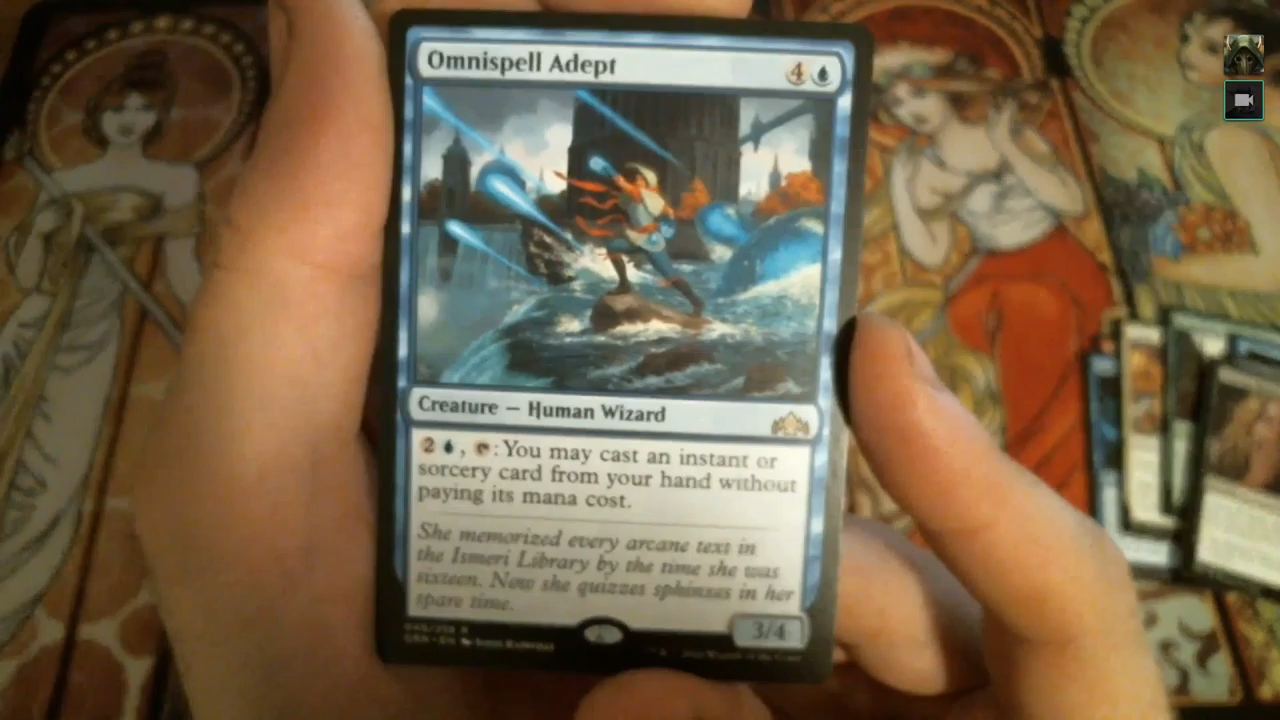 Omnispell Adept 4
Creature — Human Wizard
2 , : You may cast an instant or
sorcery card from your hand without
paying its mana cost.
She memorized every arcane text in
the Ismeri Library by the time she was
sixteen. Now she quizzes sphinxes in her
spare time.
3/4
GRN • EN